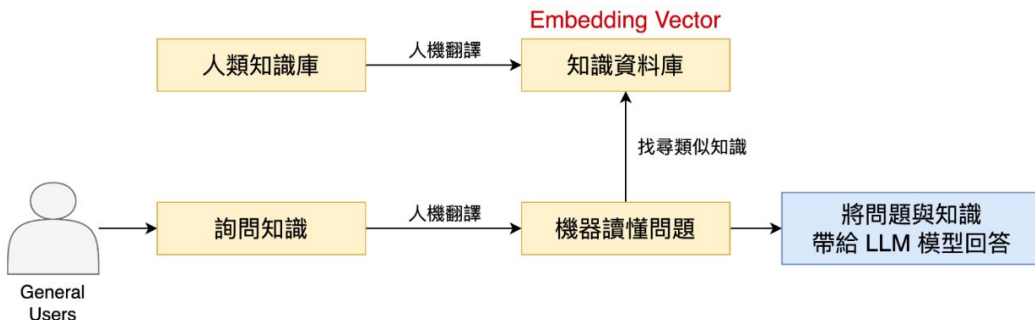 Embedding Vector
人類知識庫
人機翻譯
知識資料庫
找尋類似知識
詢問知識
人機翻譯
機器讀懂問題
將問題與知識
帶給 LLM 模型回答
General
Users